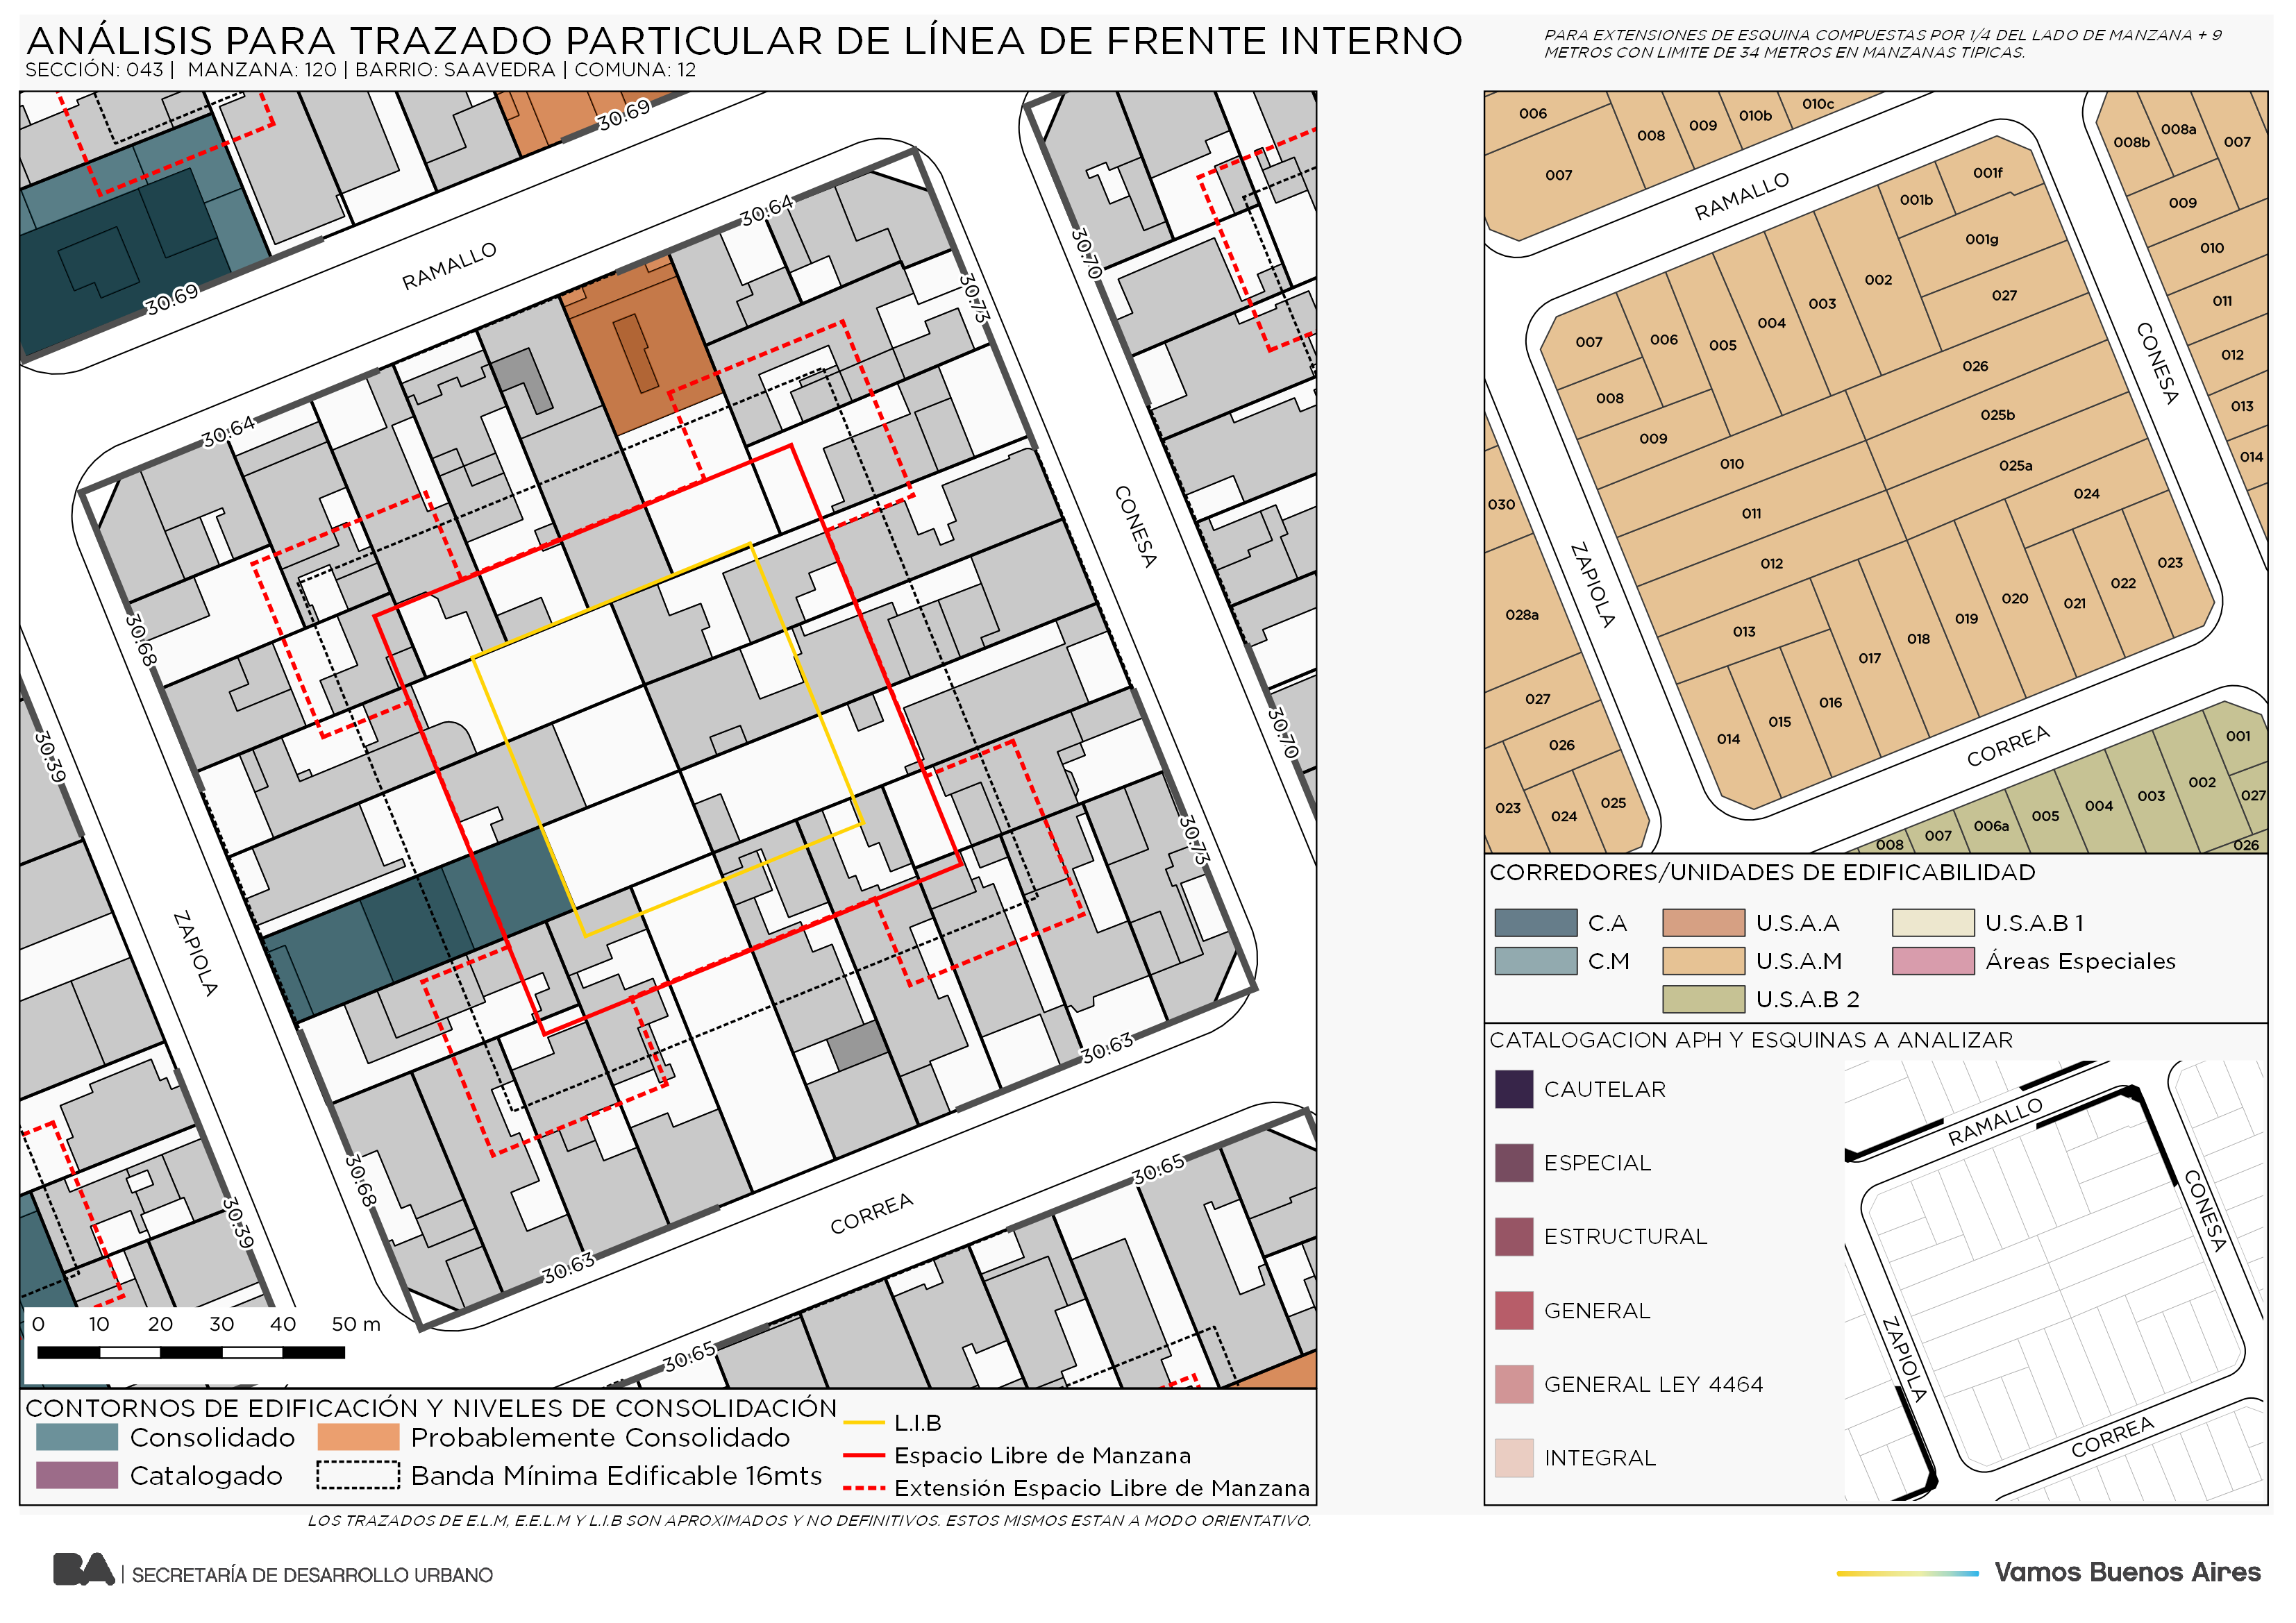 ANÁLISIS PARA TRAZADO PARTICULAR DE LÍNEA DE FRENTE INTERNO
SECCIÓN: 043 | MANZANA: 120 | BARRIO: SAAVEDRA | COMUNA: 12
PARA EXTENSIONES DE ESQUINA COMPUESTAS POR 1/4 DEL LADO DE MANZANA + 9
METROS CON LIMITE DE 34 METROS EN MANZANAS TIPICAS.
30.69
30.69
RAMALLO
30.64
30.64
30.70
30.73
CONESA
30.68
30.39
30.70
30.73
ZAPIOLA
30.68
30.39
30.63
30.63
CORREA
30.65
30.65
0 10 20 30 40 50 m
CONTORNOS DE EDIFICACIÓN Y NIVELES DE CONSOLIDACIÓN
Consolidado
Probablemente Consolidado
Catalogado
Banda Mínima Edificable 16mts
L.I.B
Espacio Libre de Manzana
Extensión Espacio Libre de Manzana
LOS TRAZADOS DE E.L.M, E.E.L.M Y L.I.B SON APROXIMADOS Y NO DEFINITIVOS. ESTOS MISMOS ESTAN A MODO ORIENTATIVO.
006
007
008
009
010b
010c
008b
008a
007
009
010
011
012
013
014
RAMALLO
CONESA
001f
001b
001g
002
003
004
005
006
007
008
009
010
011
012
013
014
015
016
017
018
019
020
021
022
023
024
025a
025b
026
027
ZAPIOLA
CORREA
030
028a
027
026
025
024
023
001
002
003
004
005
006a
007
008
027
026
CORREDORES/UNIDADES DE EDIFICABILIDAD
C.A
U.S.A.A
U.S.A.B 1
C.M
U.S.A.M
Áreas Especiales
U.S.A.B 2
CATALOGACION APH Y ESQUINAS A ANALIZAR
CAUTELAR
ESPECIAL
ESTRUCTURAL
GENERAL
GENERAL LEY 4464
INTEGRAL
RAMALLO
CONESA
ZAPIOLA
CORREA
BA | SECRETARÍA DE DESARROLLO URBANO
Vamos Buenos Aires